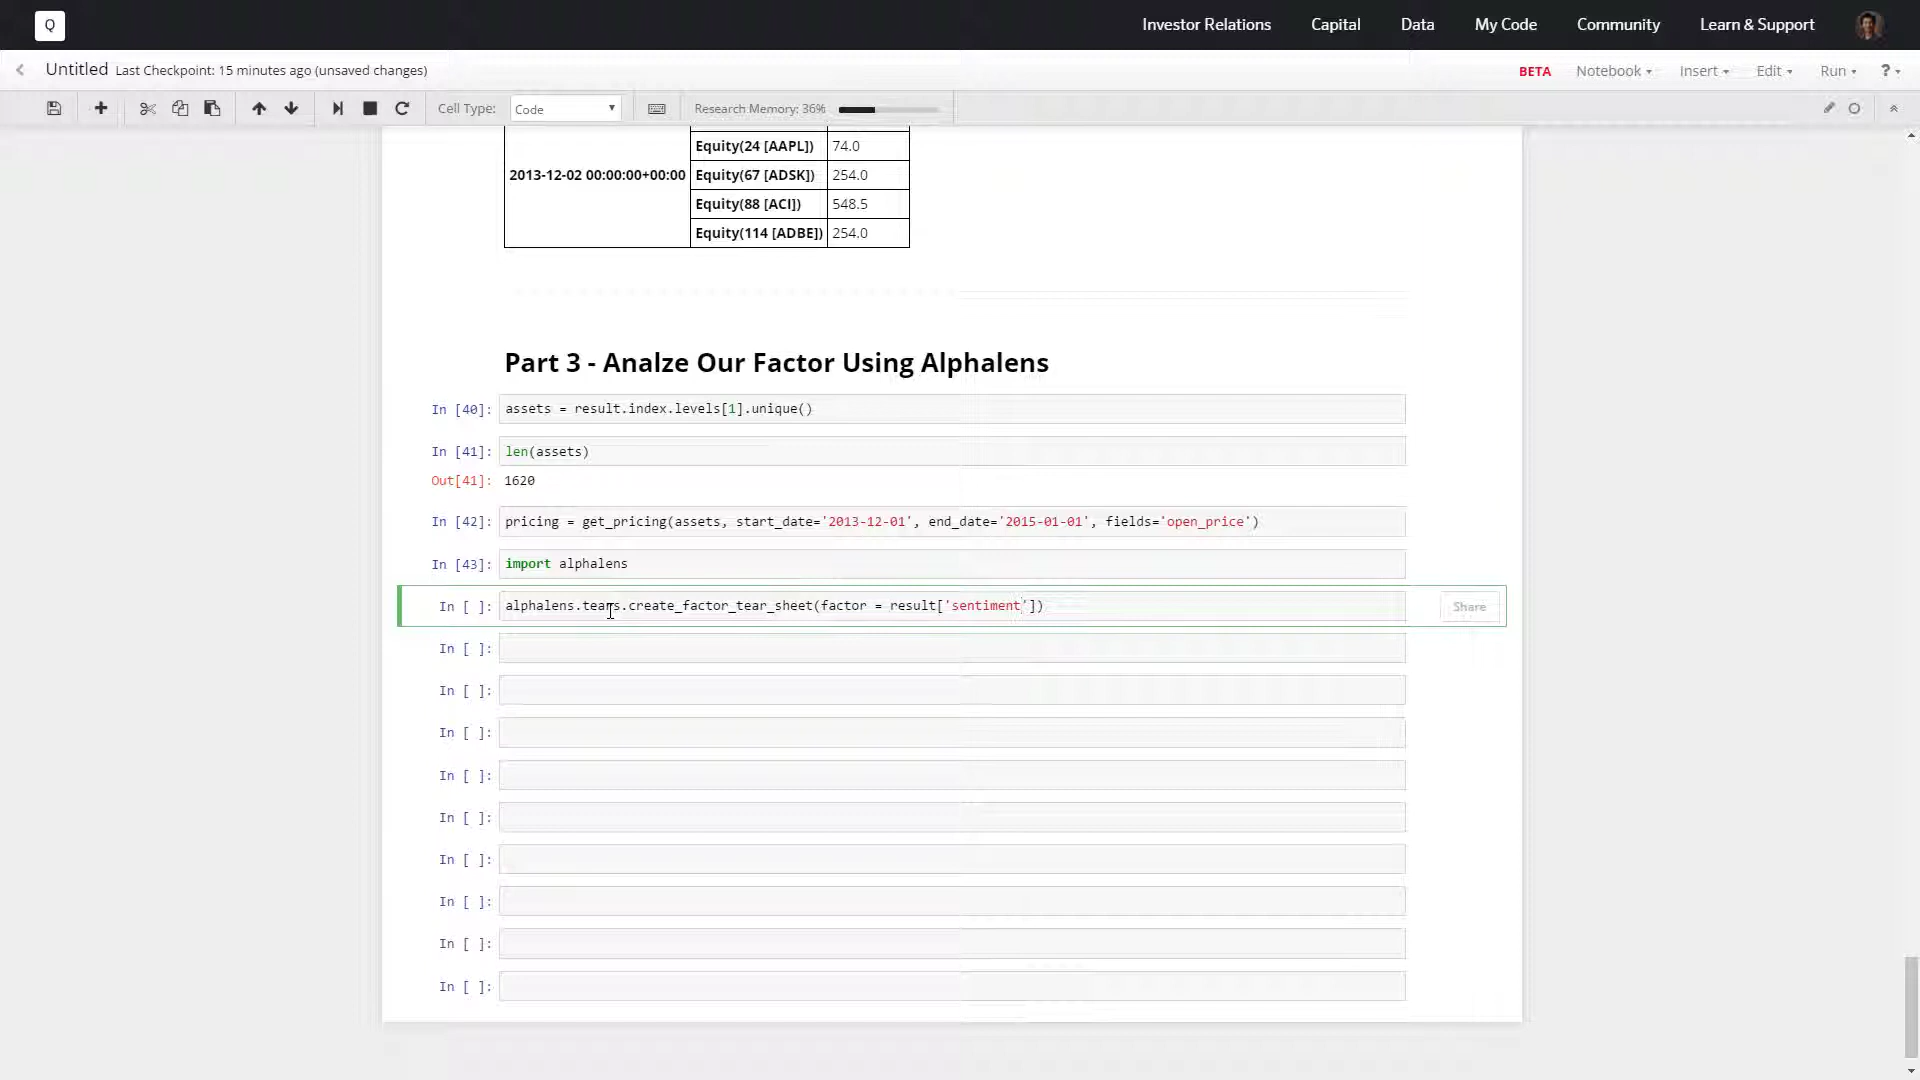 Q Investor Relations Capital Data My Code Community Learn & Support
Untitled Last Checkpoint: 15 minutes ago (unsaved changes) BETA Notebook Insert Edit Run ?
Cell Type: Code Research Memory: 36%
Equity(24 [AAPL]) 74.0
2013-12-02 00:00:00+00:00 Equity(67 [ADSK]) 254.0
Equity(88 [ACI]) 548.5
Equity(114 [ADBE]) 254.0
Part 3 - Analze Our Factor Using Alphalens
In [40]: assets = result.index.levels[1].unique()
In [41]: len(assets)
Out[41]: 1620
In [42]: pricing = get_pricing(assets, start_date='2013-12-01', end_date='2015-01-01', fields='open_price')
In [43]: import alphalens
In [ ]: alphalens.tears.create_factor_tear_sheet(factor = result['sentiment']) Share
In [ ]:
In [ ]:
In [ ]:
In [ ]:
In [ ]:
In [ ]:
In [ ]:
In [ ]:
In [ ]: